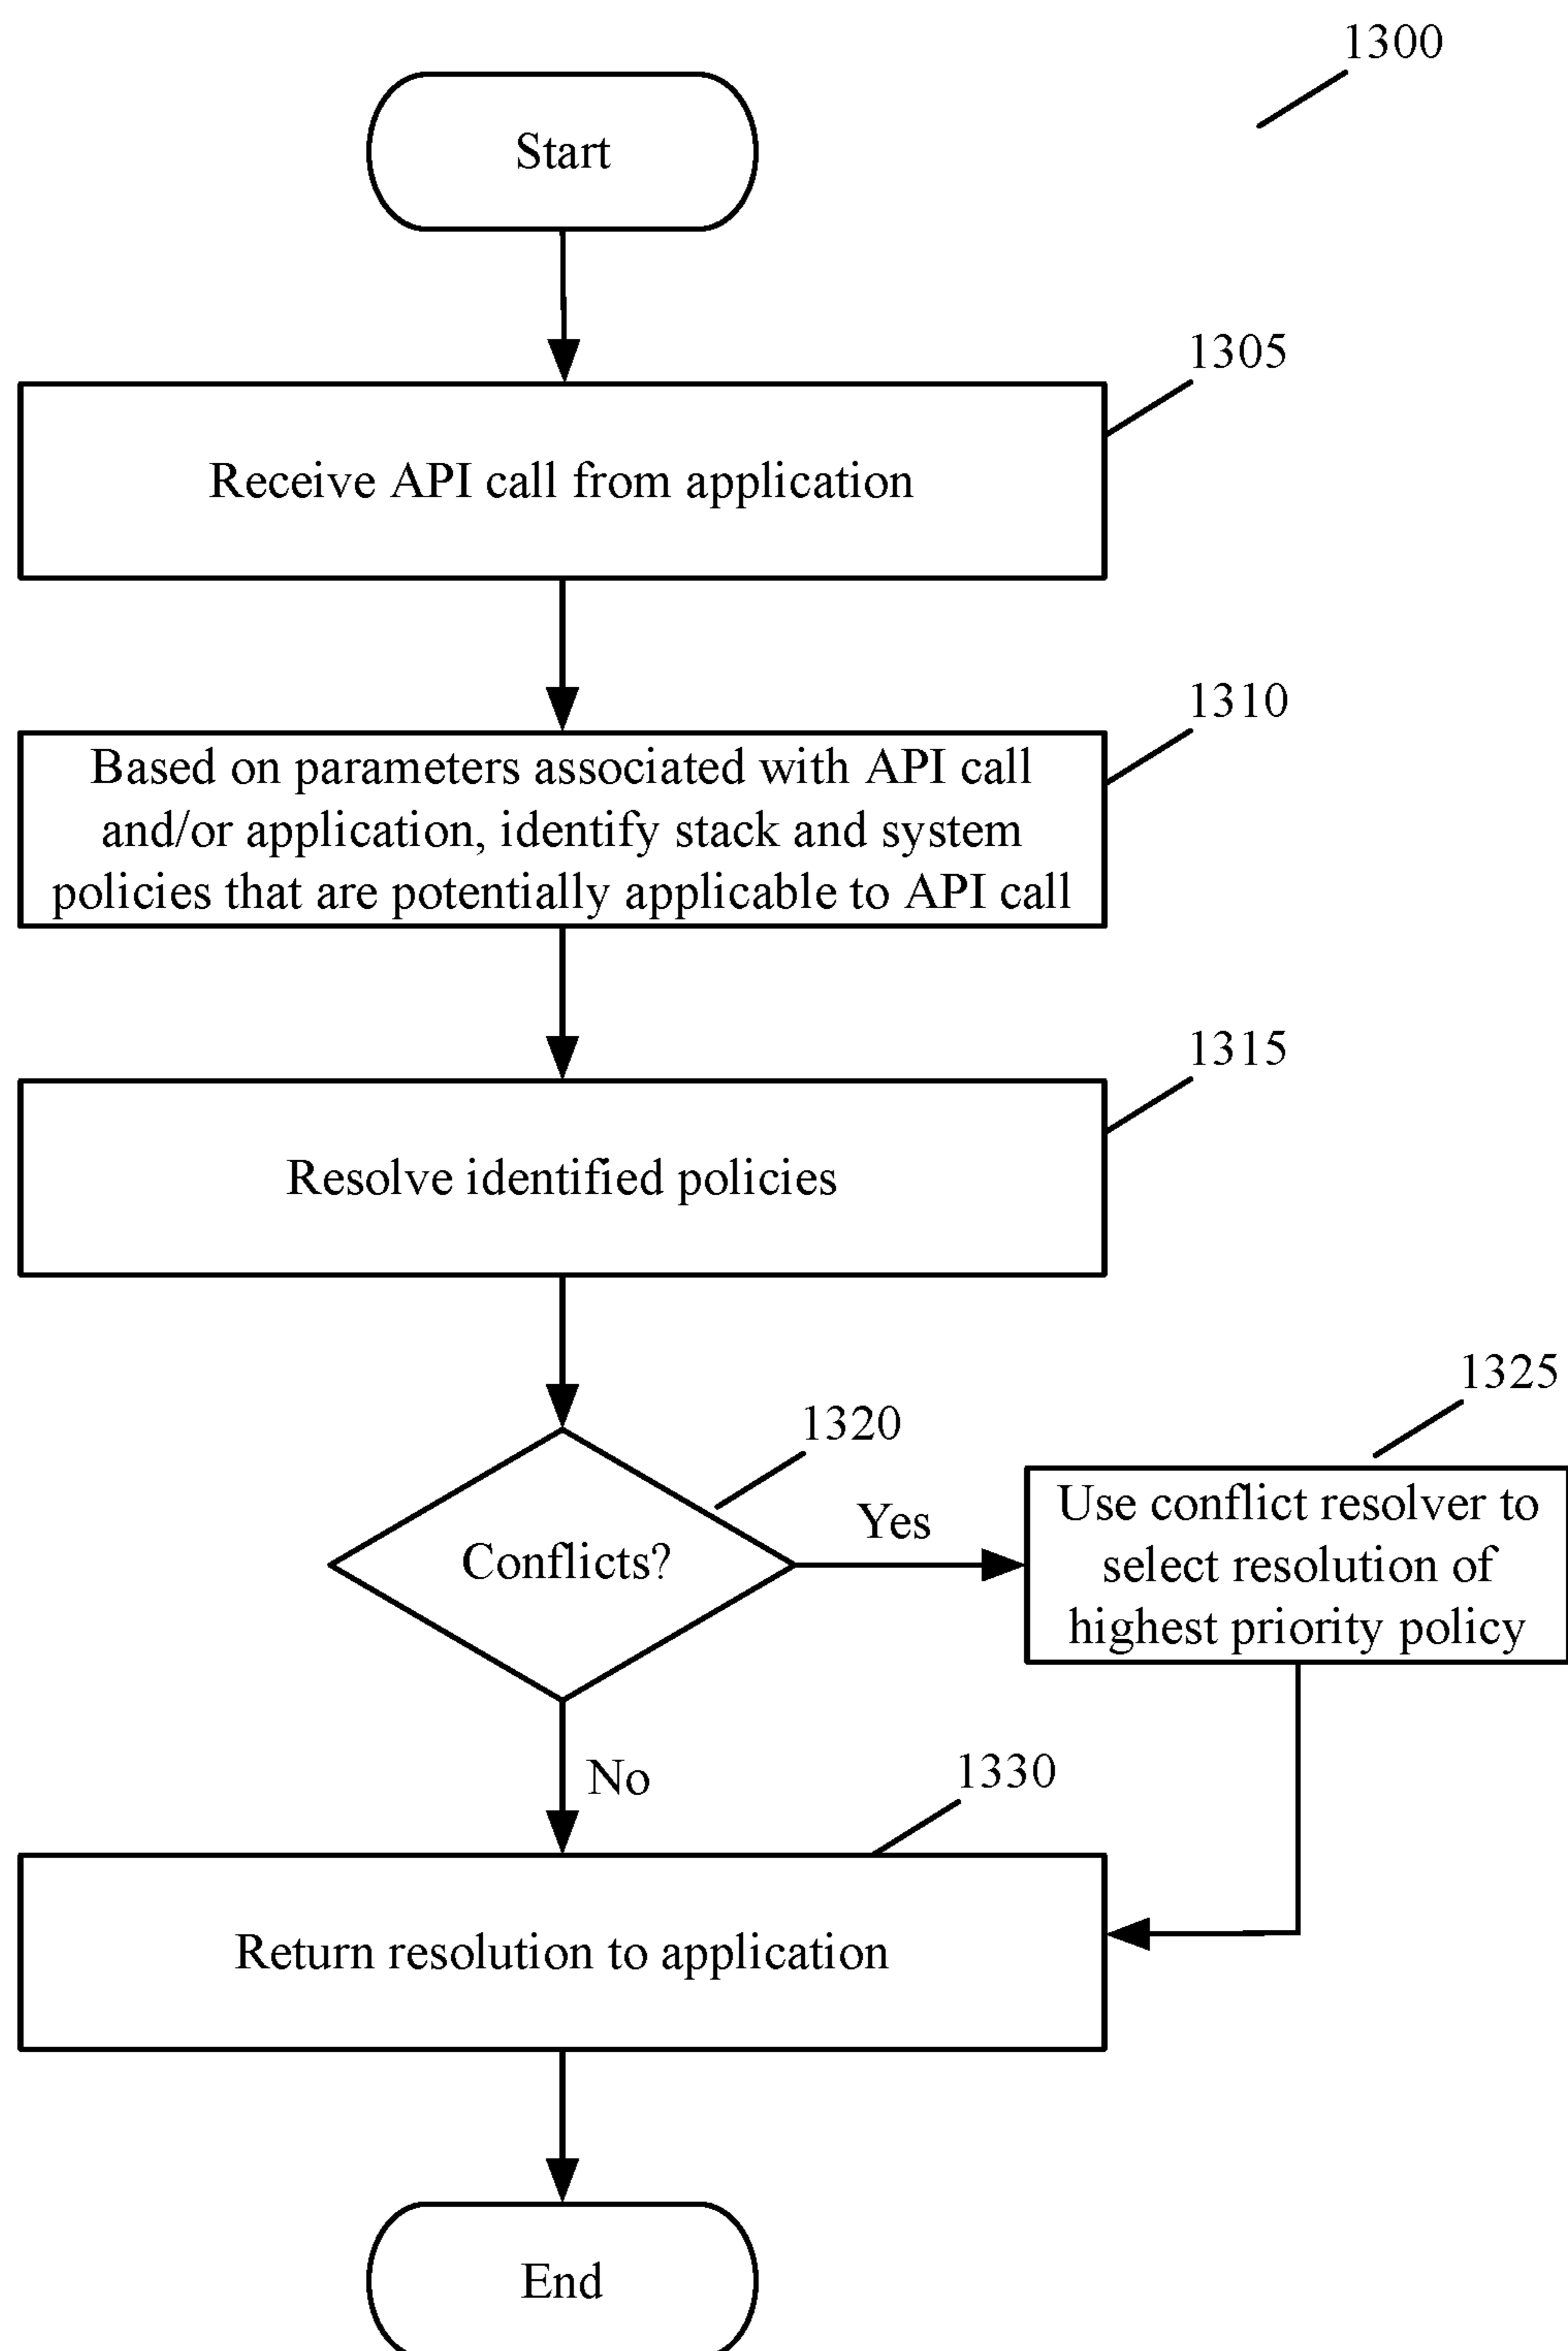 1300
Start
1305
Receive API call from application
1310
Based on parameters associated with API call
and/or application, identify stack and system
policies that are potentially applicable to API call
1315
Resolve identified policies
1320
Conflicts?
Yes
1325
Use conflict resolver to
select resolution of
highest priority policy
No
1330
Return resolution to application
End